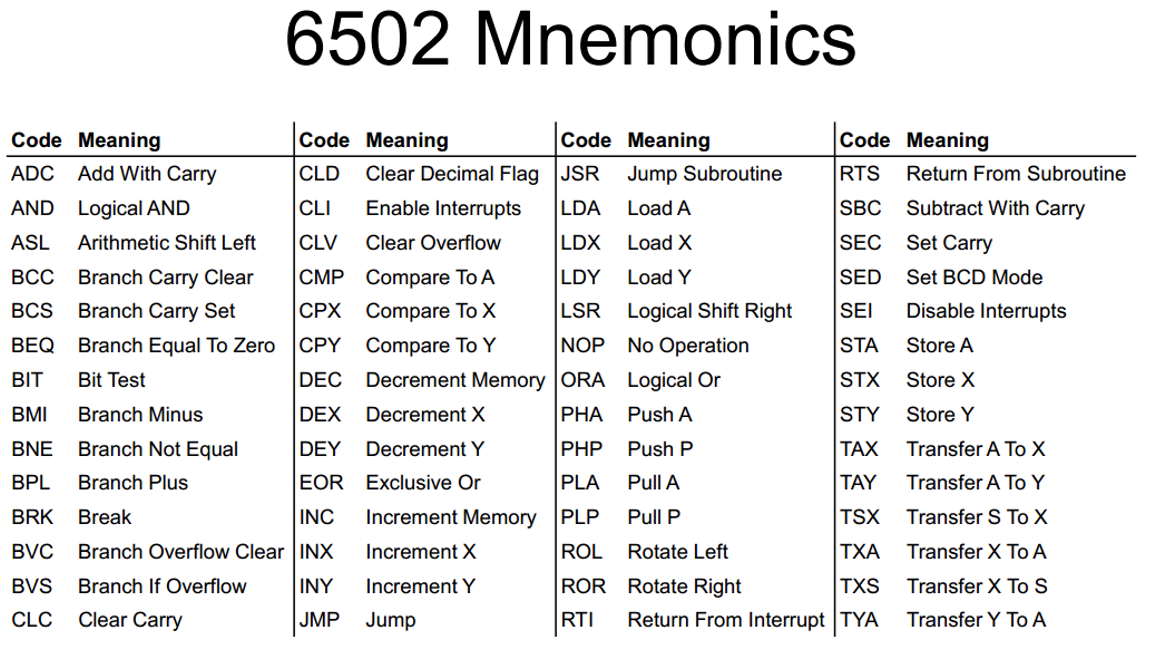 6502 Mnemonics
Code Meaning Code Meaning Code Meaning Code Meaning
ADC Add With Carry CLD Clear Decimal Flag JSR Jump Subroutine RTS Return From Subroutine
AND Logical AND CLI Enable Interrupts LDA Load A SBC Subtract With Carry
ASL Arithmetic Shift Left CLV Clear Overflow LDX Load X SEC Set Carry
BCC Branch Carry Clear CMP Compare To A LDY Load Y SED Set BCD Mode
BCS Branch Carry Set CPX Compare To X LSR Logical Shift Right SEI Disable Interrupts
BEQ Branch Equal To Zero CPY Compare To Y NOP No Operation STA Store A
BIT Bit Test DEC Decrement Memory ORA Logical Or STX Store X
BMI Branch Minus DEX Decrement X PHA Push A STY Store Y
BNE Branch Not Equal DEY Decrement Y PHP Push P TAX Transfer A To X
BPL Branch Plus EOR Exclusive Or PLA Pull A TAY Transfer A To Y
BRK Break INC Increment Memory PLP Pull P TSX Transfer S To X
BVC Branch Overflow Clear INX Increment X ROL Rotate Left TXA Transfer X To A
BVS Branch If Overflow INY Increment Y ROR Rotate Right TXS Transfer X To S
CLC Clear Carry JMP Jump RTI Return From Interrupt TYA Transfer Y To A